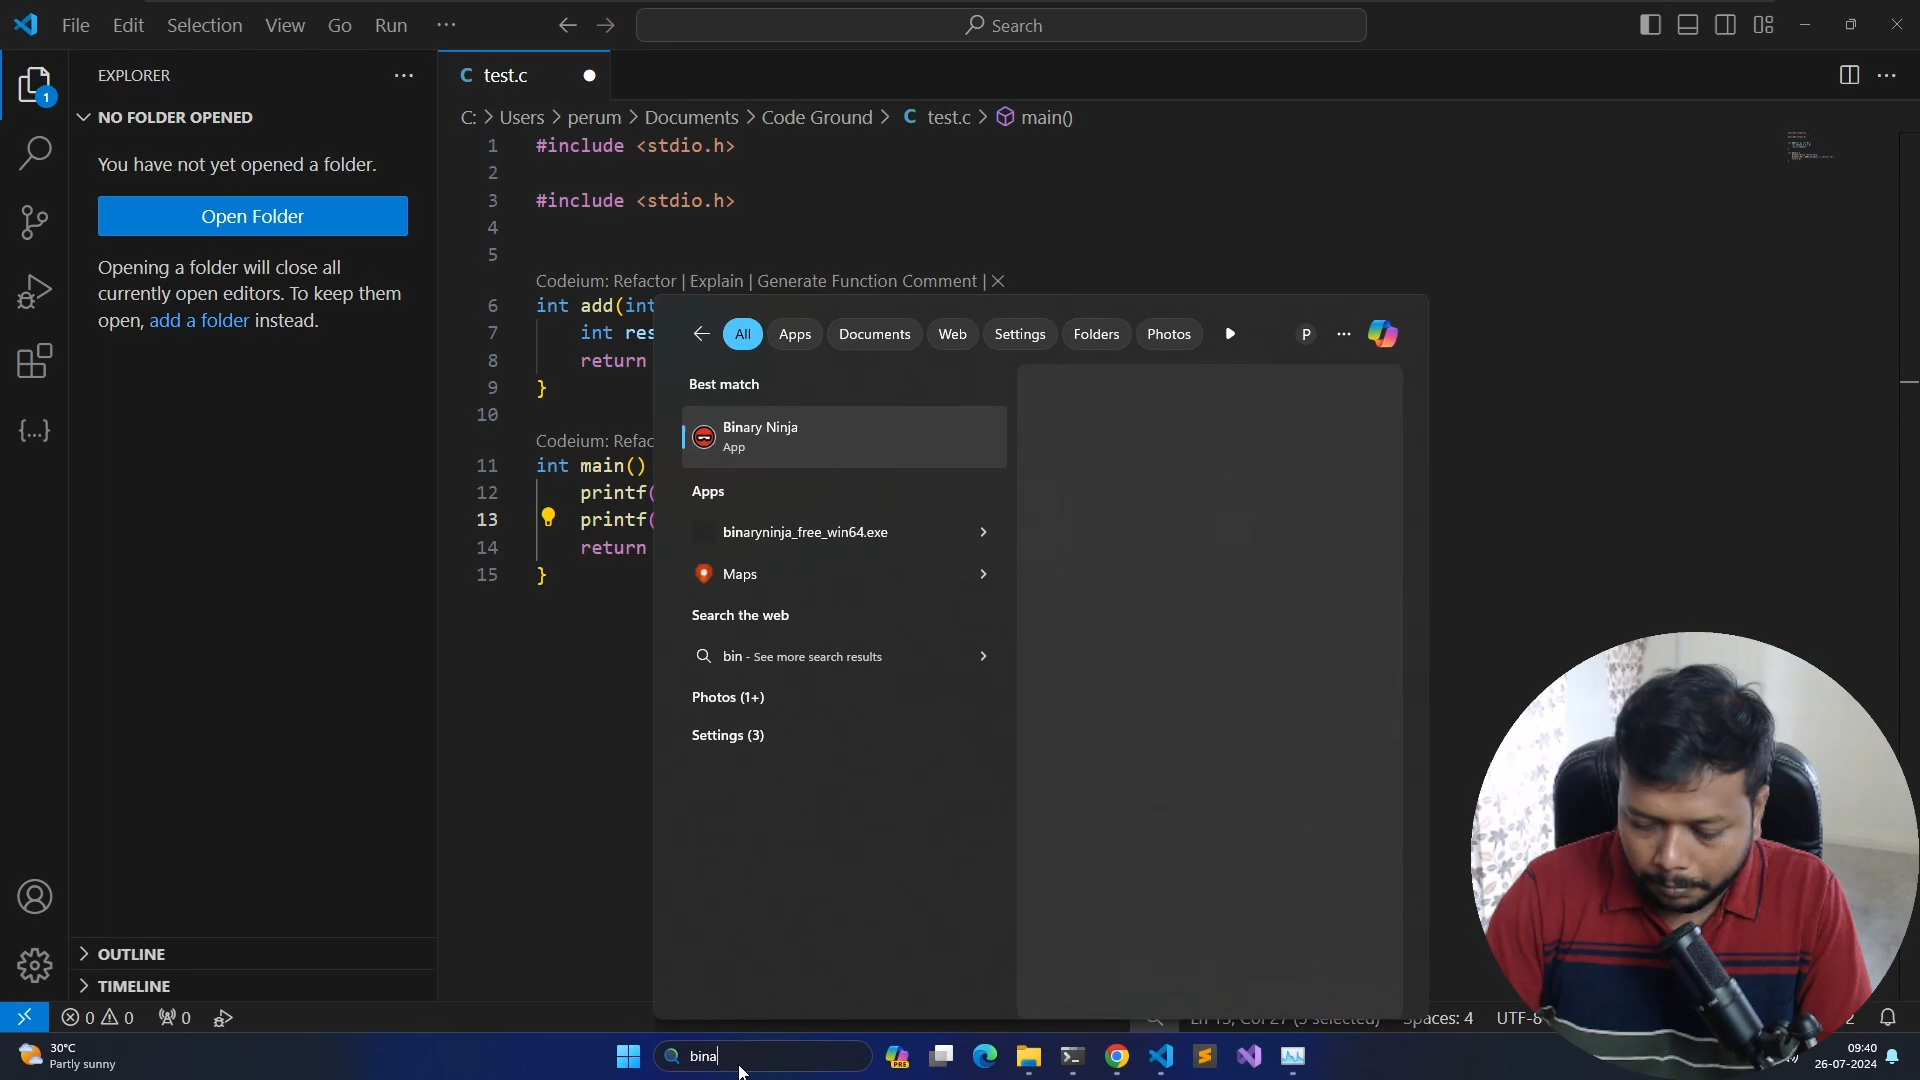 File Edit Selection View Go Run ···
Search
EXPLORER
NO FOLDER OPENED
You have not yet opened a folder.
Open Folder
Opening a folder will close all
currently open editors. To keep them
open, add a folder instead.
OUTLINE
TIMELINE
1
C test.c
C: > Users > perum > Documents > Code Ground > C test.c > main()
1 #include <stdio.h>
2
3 #include <stdio.h>
4
5
Codeium: Refactor | Explain | Generate Function Comment |
6 int add(int
7 int res
8 return
9 }
10
Codeium: Refac
11 int main()
12 printf(
13 printf(
14 return
15 }
All Apps Documents Web Settings Folders Photos P ···
Best match
Binary Ninja
App
Apps
binaryninja_free_win64.exe
Maps
Search the web
bin - See more search results
Photos (1+)
Settings (3)
0 0 0
Spaces: 4 UTF-8
30°C
Partly sunny
bina
PRE
09:40
26-07-2024